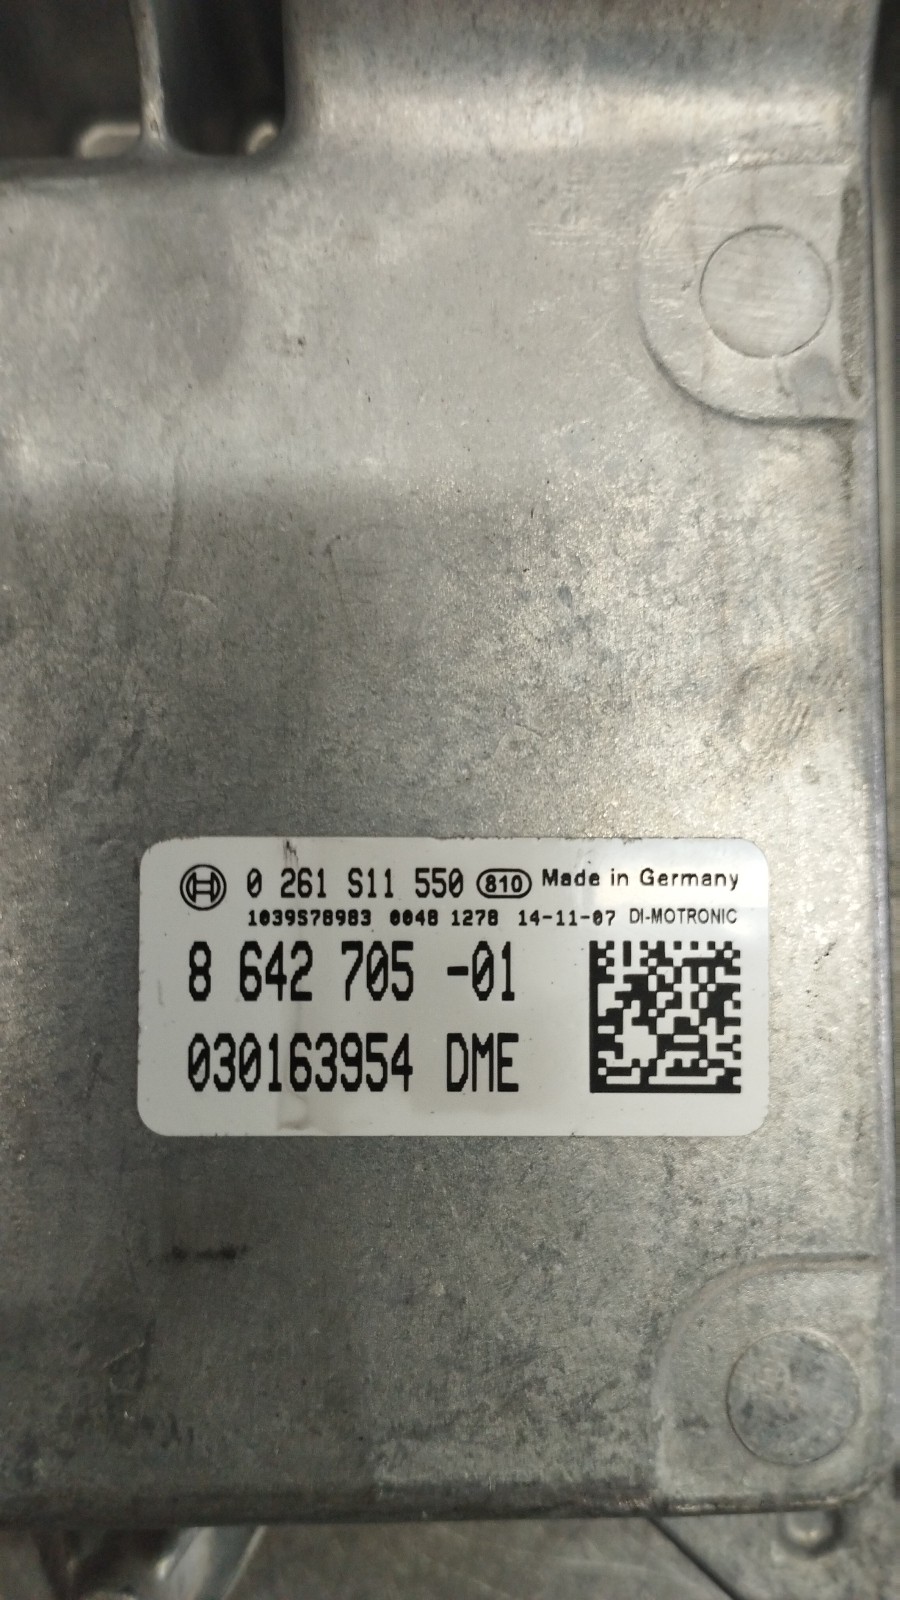 0 261 S11 550 810 Made in Germany
1039S78983 0048 1278 14-11-07 DI-MOTRONIC
8 642 705 -01
030163954 DME